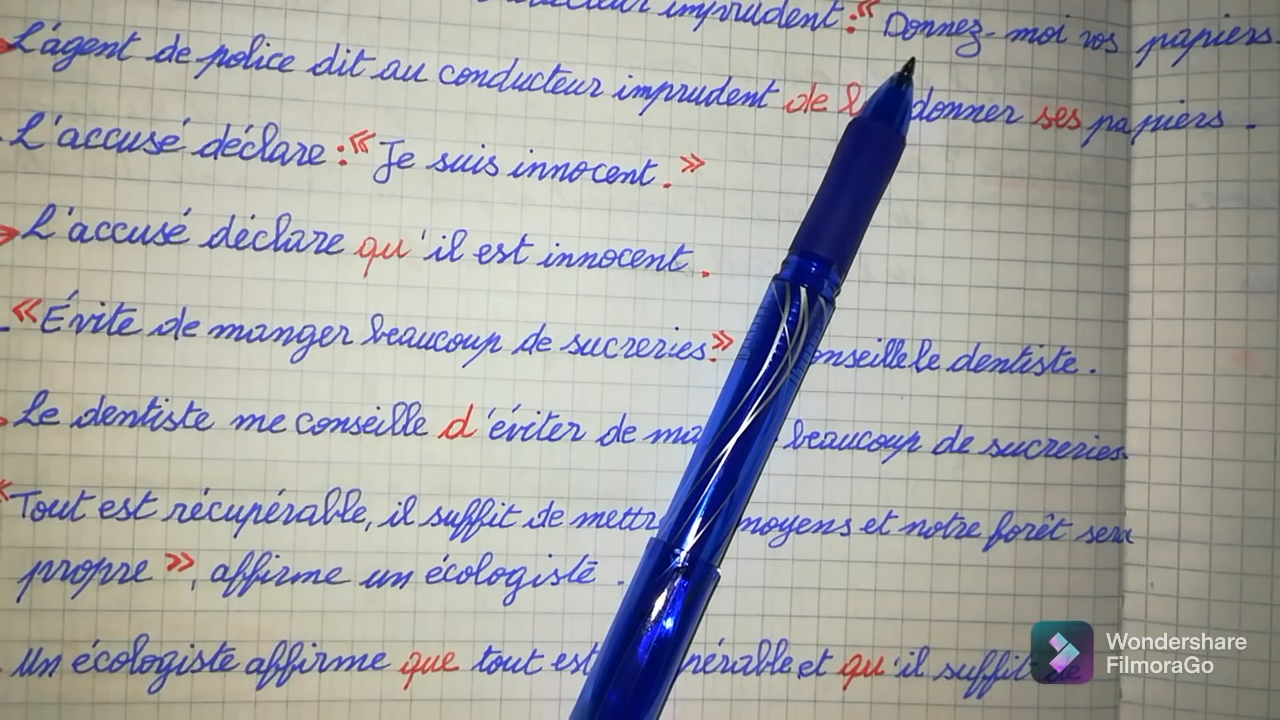 imprudent : « Donnez-moi vos papiers.
L'agent de police dit au conducteur imprudent de donner ses papiers.
L'accusé déclare : « Je suis innocent. »
L'accusé déclare qu'il est innocent.
« Évite de manger beaucoup de sucreries. » le dentiste.
Le dentiste me conseille d'éviter de beaucoup de sucreries.
« Tout est récupérable, il suffit de moyens et notre forêt sera
propre », affirme un écologiste.
Un écologiste affirme que tout est et qu'il suffit de
Wondershare
FilmoraGo